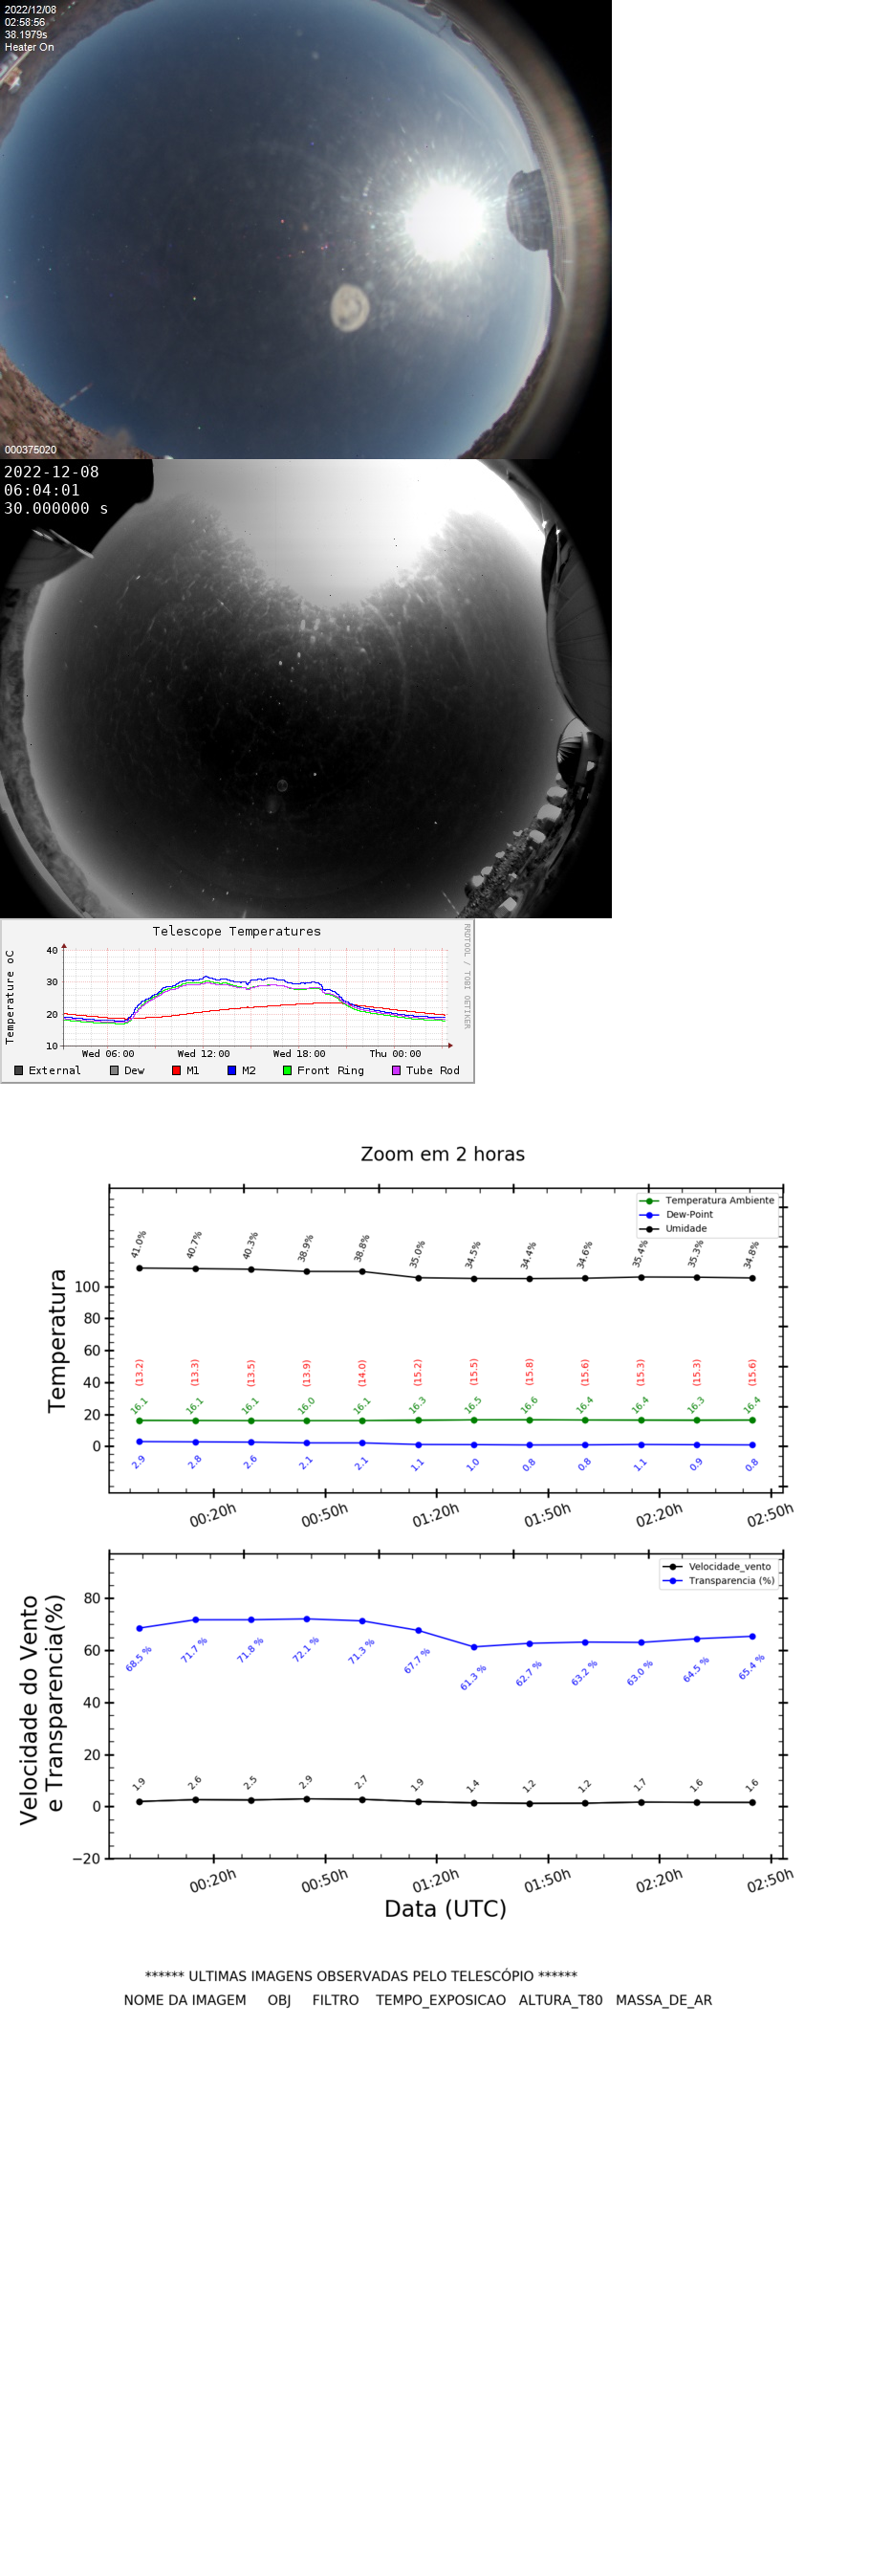 2022/12/08
02:58:56
38.1979s
Heater On
000375020
2022-12-08
06:04:01
30.000000 s
Telescope Temperatures
RRDTOOL / TOBI OETIKER
Temperature oC
40
30
20
10
Wed 06:00 Wed 12:00 Wed 18:00 Thu 00:00
External Dew M1 M2 Front Ring Tube Rod
Zoom em 2 horas
Temperatura Ambiente
Dew-Point
Umidade
Temperatura
100
80
60
40
20
0
41.0% 40.7% 40.3% 38.9% 38.8% 35.0% 34.5% 34.4% 34.6% 35.4% 35.3% 34.8%
(13.2) (13.3) (13.5) (13.9) (14.0) (15.2) (15.5) (15.8) (15.6) (15.3) (15.3) (15.6)
16.1 16.1 16.1 16.0 16.1 16.3 16.5 16.6 16.4 16.4 16.3 16.4
2.9 2.8 2.6 2.1 2.1 1.1 1.0 0.8 0.8 1.1 0.9 0.8
00:20h 00:50h 01:20h 01:50h 02:20h 02:50h
Velocidade_vento
Transparencia (%)
Velocidade do Vento
e Transparencia(%)
80
60
40
20
0
−20
68.5 % 71.7 % 71.8 % 72.1 % 71.3 % 67.7 % 61.3 % 62.7 % 63.2 % 63.0 % 64.5 % 65.4 %
1.9 2.6 2.5 2.9 2.7 1.9 1.4 1.2 1.2 1.7 1.6 1.6
00:20h 00:50h 01:20h 01:50h 02:20h 02:50h
Data (UTC)
****** ULTIMAS IMAGENS OBSERVADAS PELO TELESCÓPIO ******
NOME DA IMAGEM OBJ FILTRO TEMPO_EXPOSICAO ALTURA_T80 MASSA_DE_AR